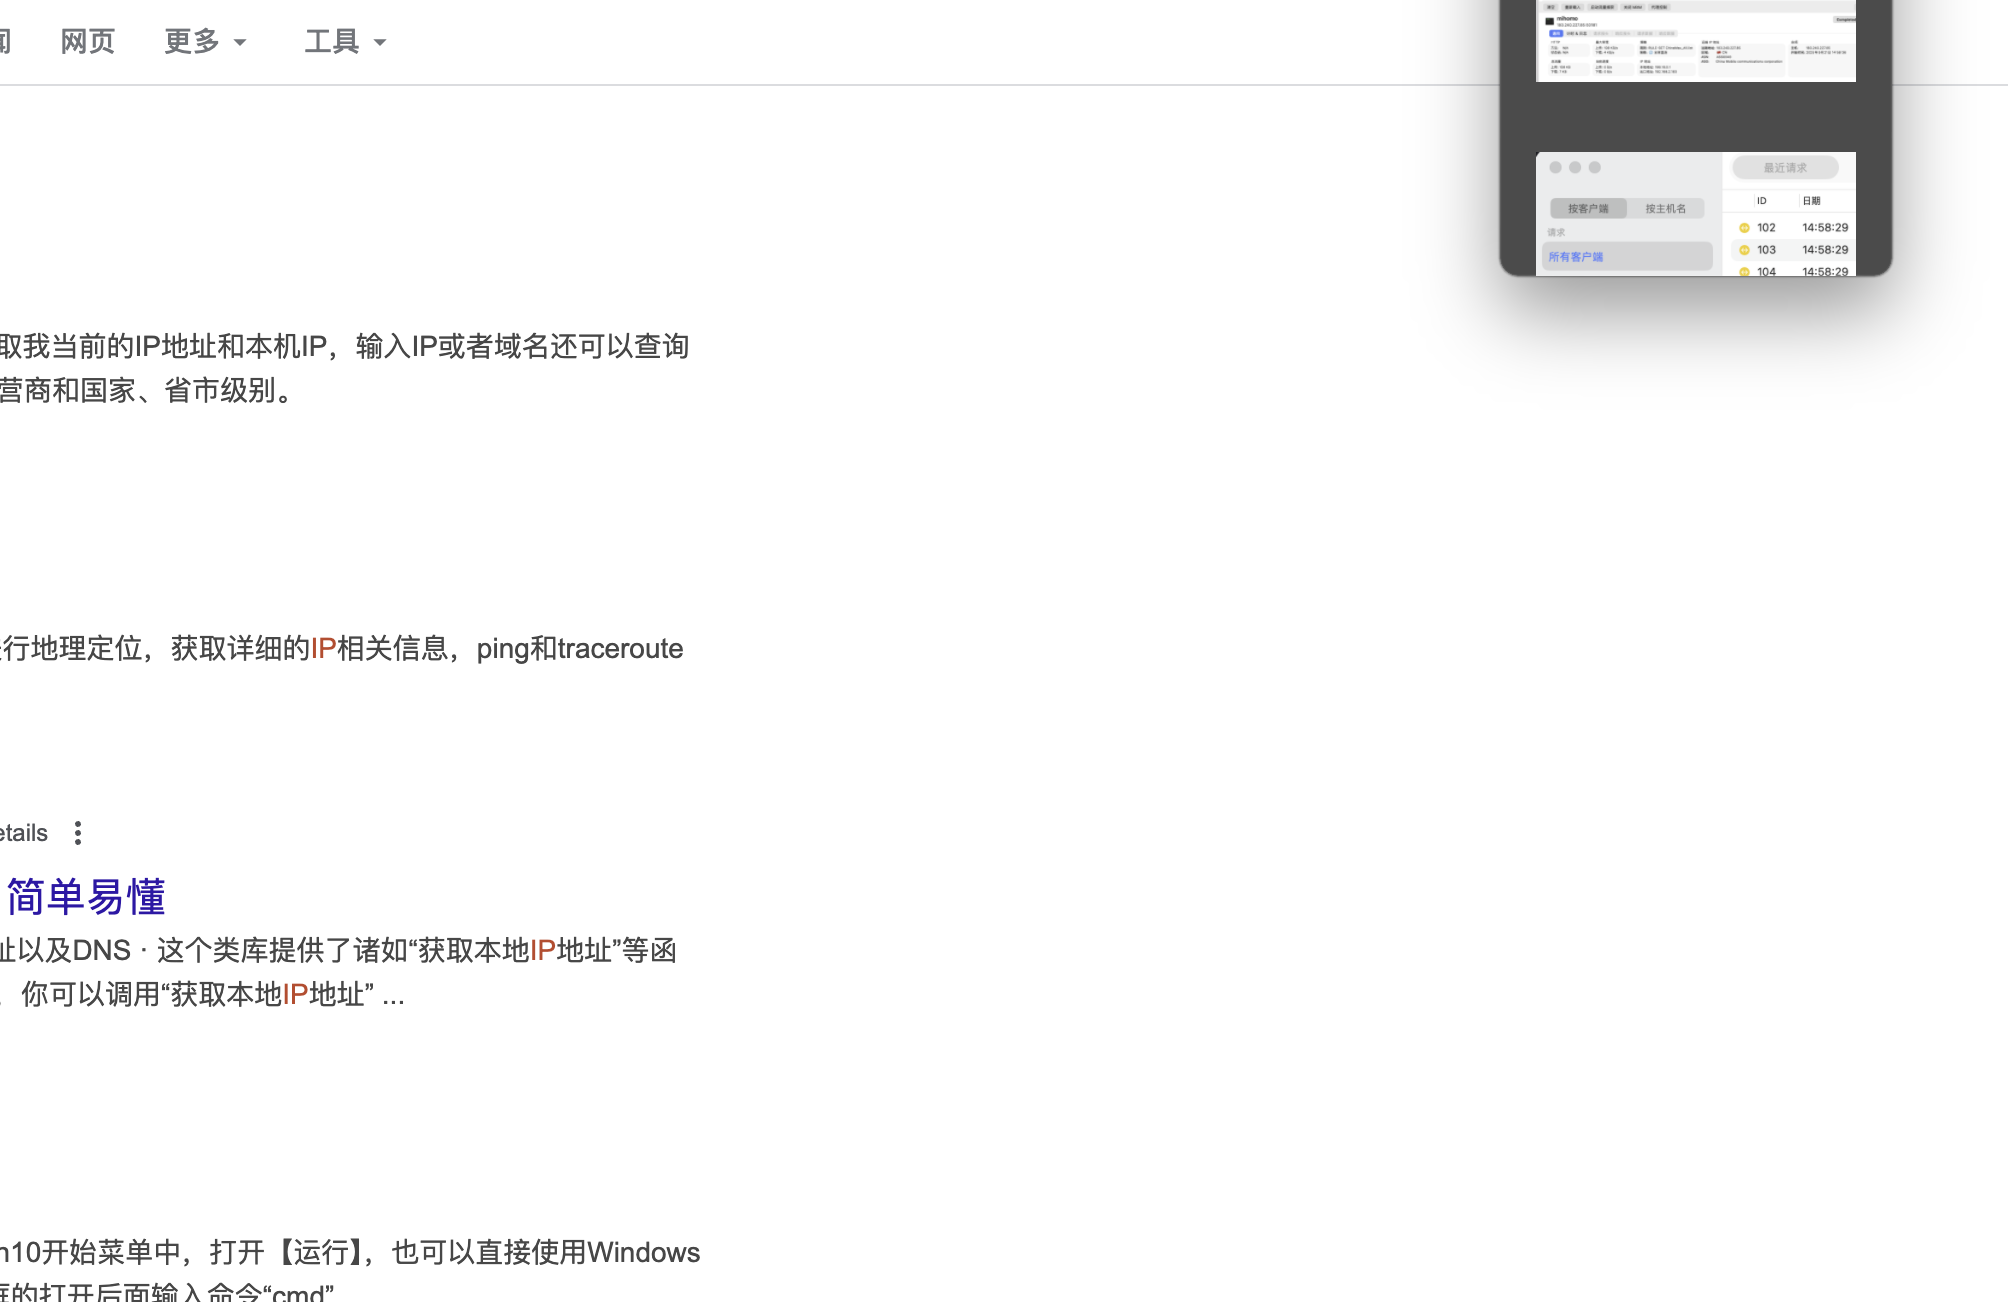 网页 更多 工具
mihomo
最近请求
ID 日期
按客户端 按主机名
102 14:58:29
请求
103 14:58:29
所有客户端
104 14:58:29
取我当前的IP地址和本机IP，输入IP或者域名还可以查询
营商和国家、省市级别。
行地理定位，获取详细的IP相关信息，ping和traceroute
etails
简单易懂
址以及DNS · 这个类库提供了诸如“获取本地IP地址”等函
你可以调用“获取本地IP地址” ...
n10开始菜单中，打开【运行】，也可以直接使用Windows
框的打开后面输入命令“cmd”